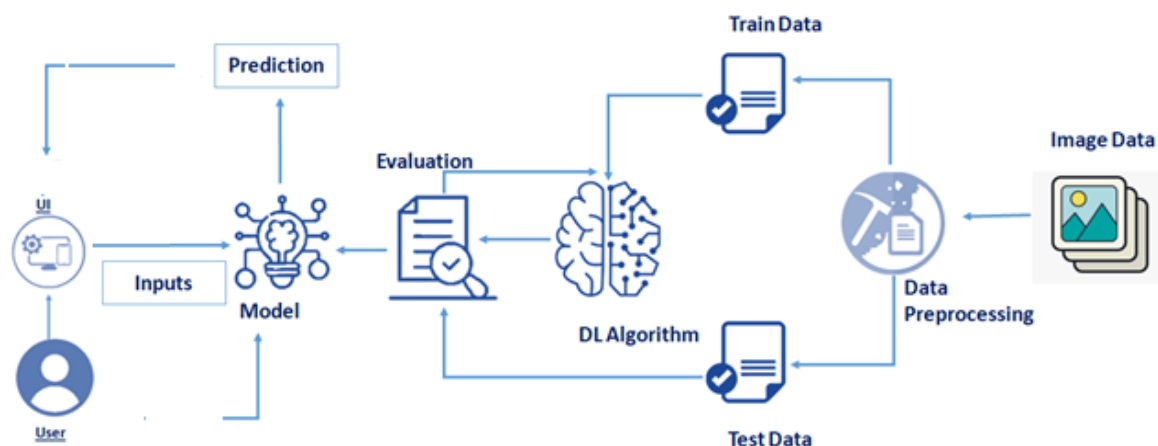 Train Data
Prediction
Image Data
Evaluation
UI
Inputs
Model
Data
Preprocessing
DL Algorithm
User
Test Data